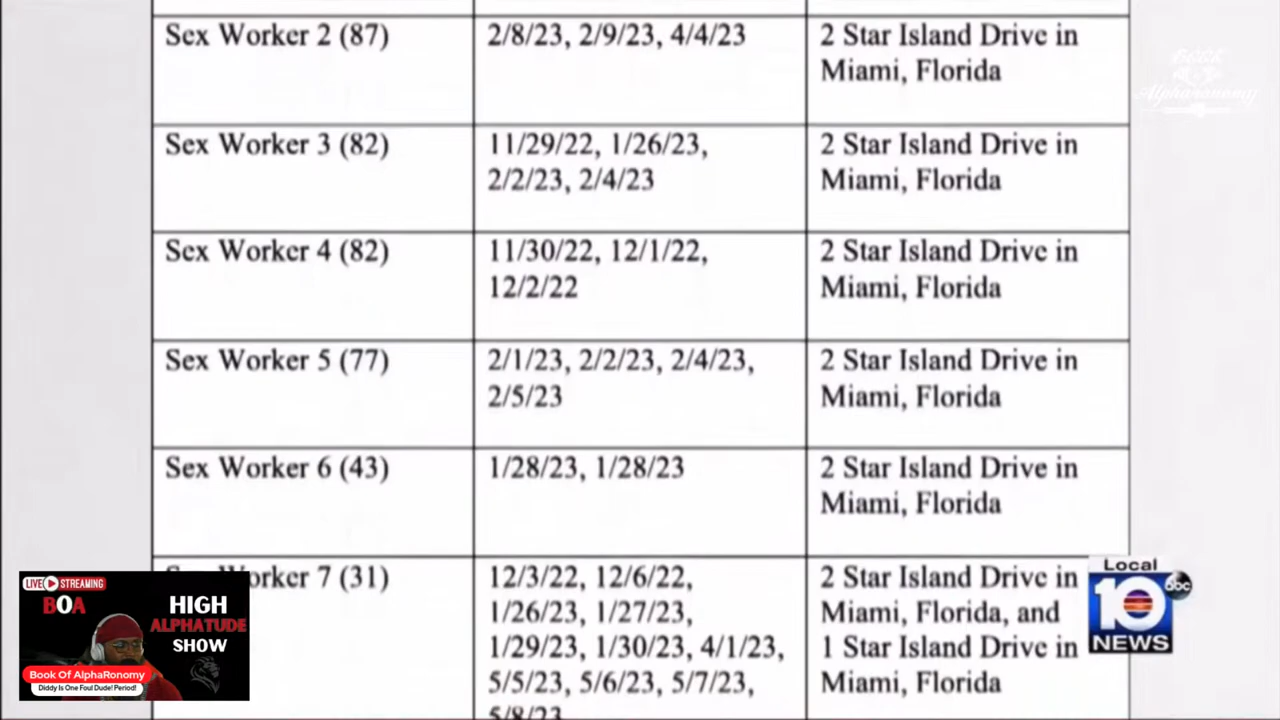 Sex Worker 2 (87)
2/8/23, 2/9/23, 4/4/23
2 Star Island Drive in
Miami, Florida
Sex Worker 3 (82)
11/29/22, 1/26/23,
2/2/23, 2/4/23
2 Star Island Drive in
Miami, Florida
Sex Worker 4 (82)
11/30/22, 12/1/22,
12/2/22
2 Star Island Drive in
Miami, Florida
Sex Worker 5 (77)
2/1/23, 2/2/23, 2/4/23,
2/5/23
2 Star Island Drive in
Miami, Florida
Sex Worker 6 (43)
1/28/23, 1/28/23
2 Star Island Drive in
Miami, Florida
orker 7 (31)
12/3/22, 12/6/22,
1/26/23, 1/27/23,
1/29/23, 1/30/23, 4/1/23,
5/5/23, 5/6/23, 5/7/23,
5/8/23
2 Star Island Drive in
Miami, Florida, and
1 Star Island Drive in
Miami, Florida
Book
Alpharonomy
LIVE STREAMING
BOA
HIGH
ALPHATUDE
SHOW
Book Of AlphaRonomy
Diddy Is One Foul Dude! Period!
Local
10
abc
NEWS